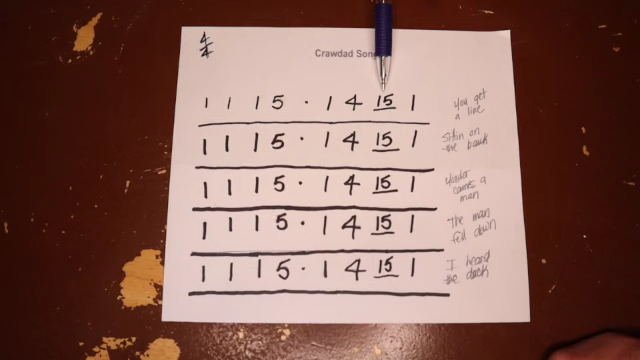 4/4
Crawdad Son
1 1 1 5 · 1 4 15 1
You get
a line
1 1 1 5 · 1 4 15 1
Sittin on
the bank
1 1 1 5 · 1 4 15 1
Yonder
comes a
man
1 1 1 5 · 1 4 15 1
The man
fell down
1 1 1 5 · 1 4 15 1
I heard
the duck